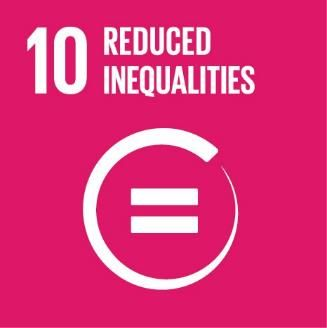 10 REDUCED
INEQUALITIES
=